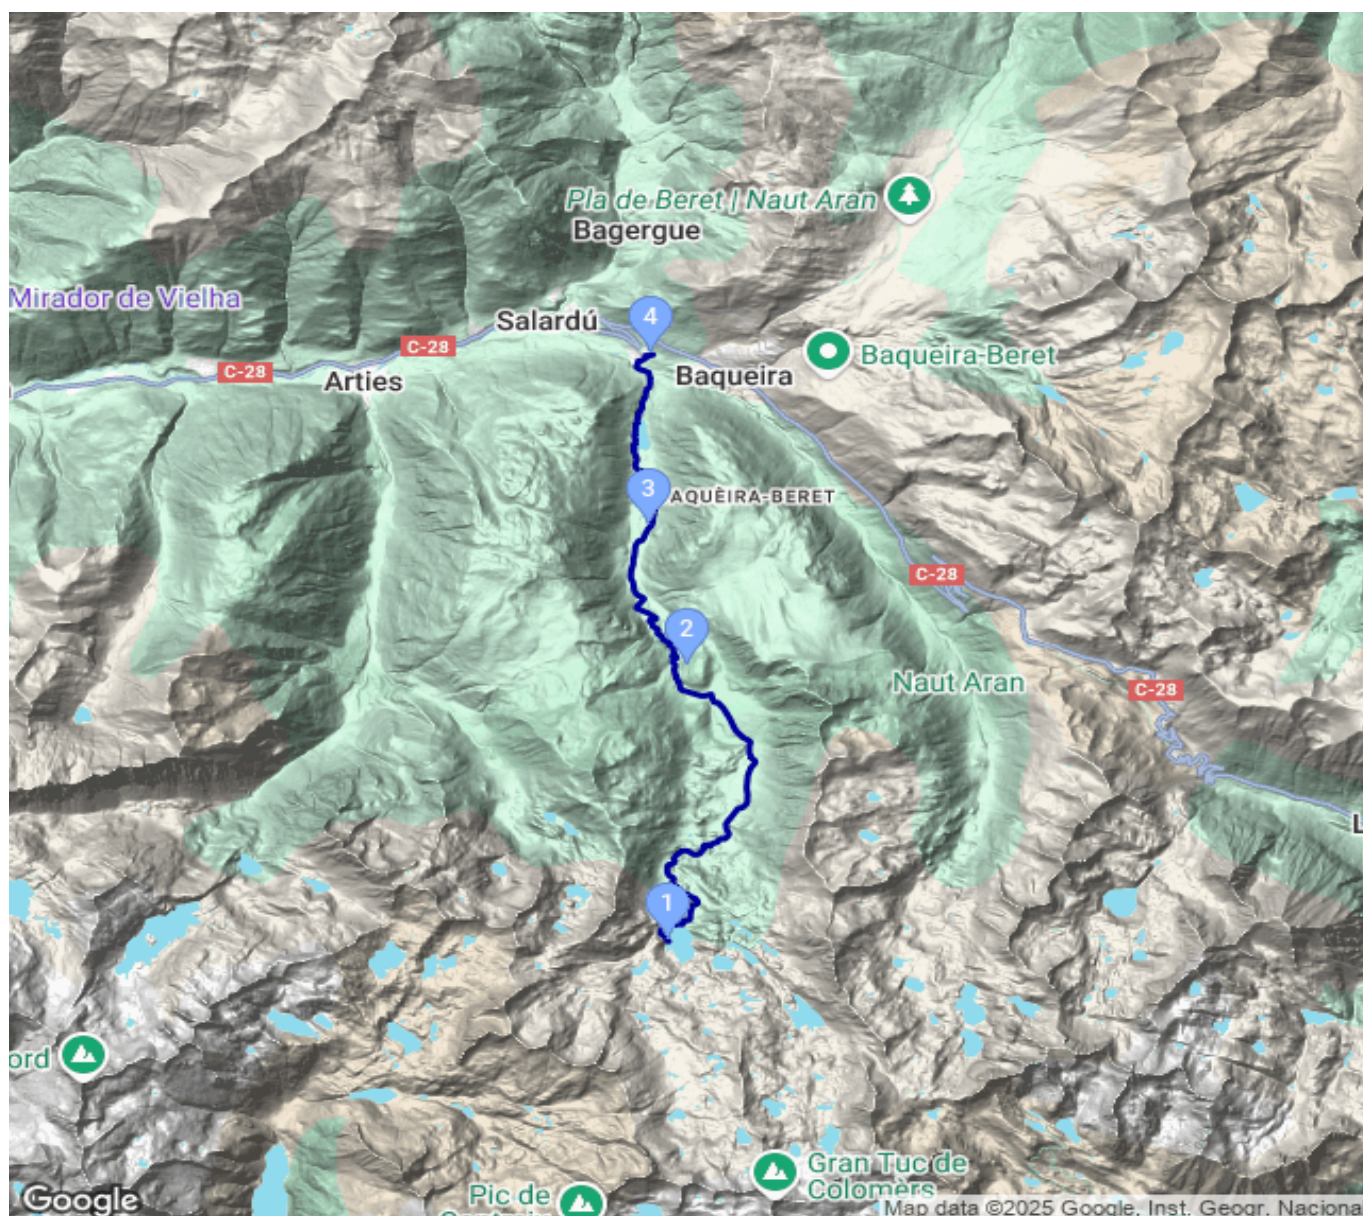 Pla de Beret | Naut Aran
Bagergue
Mirador de Vielha
4
Salardú
C-28
C-28
Arties
Baqueira
Baqueira-Beret
3
AQUÈIRA-BERET
C-28
2
Naut Aran
C-28
L
1
ord
Gran Tuc de
Colomèrs
Pic de
Google
Map data ©2025 Google, Inst. Geogr. Naciona